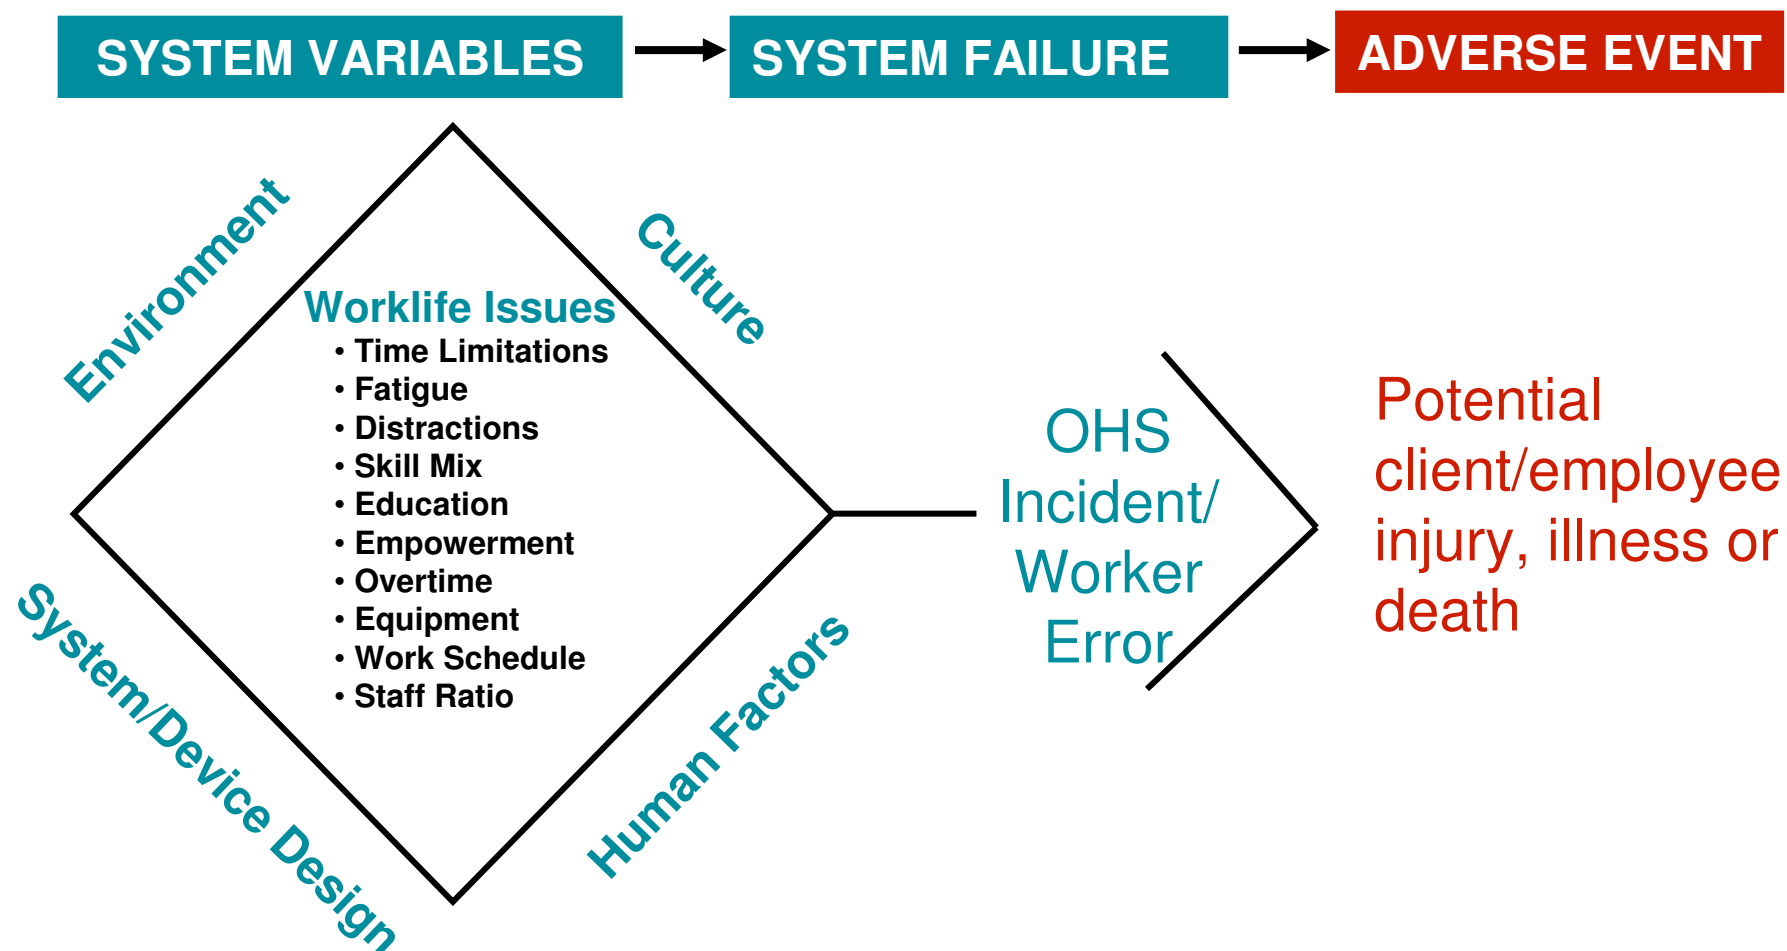 SYSTEM VARIABLES
SYSTEM FAILURE
ADVERSE EVENT
Environment
Culture
Worklife Issues
• Time Limitations
• Fatigue
• Distractions
• Skill Mix
• Education
• Empowerment
• Overtime
• Equipment
• Work Schedule
• Staff Ratio
System/Device Design
Human Factors
OHS
Incident/
Worker
Error
Potential
client/employee
injury, illness or
death